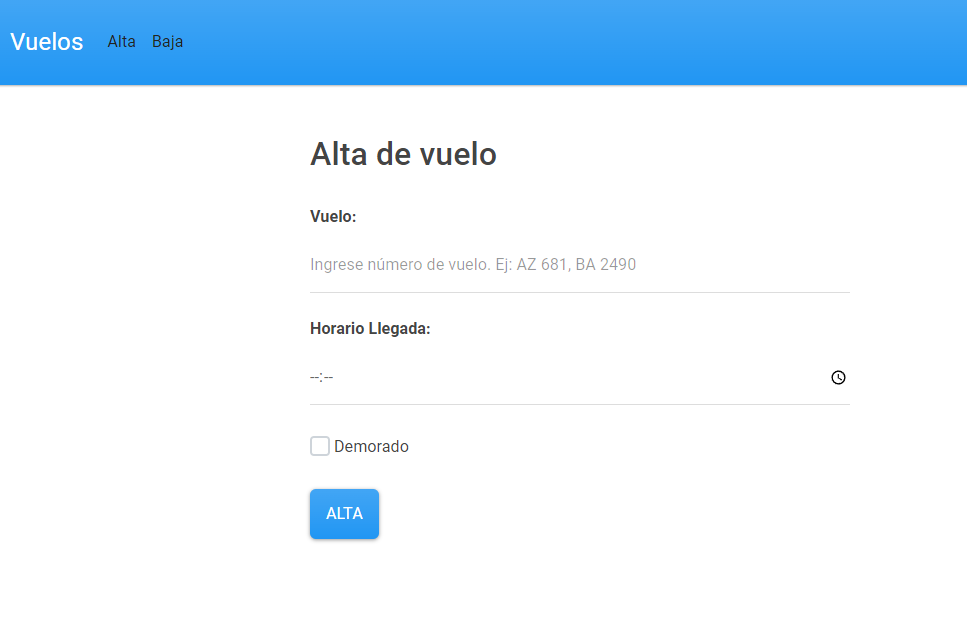 Vuelos Alta Baja
Alta de vuelo
Vuelo:
Ingrese número de vuelo. Ej: AZ 681, BA 2490
Horario Llegada:
--:--
Demorado
ALTA